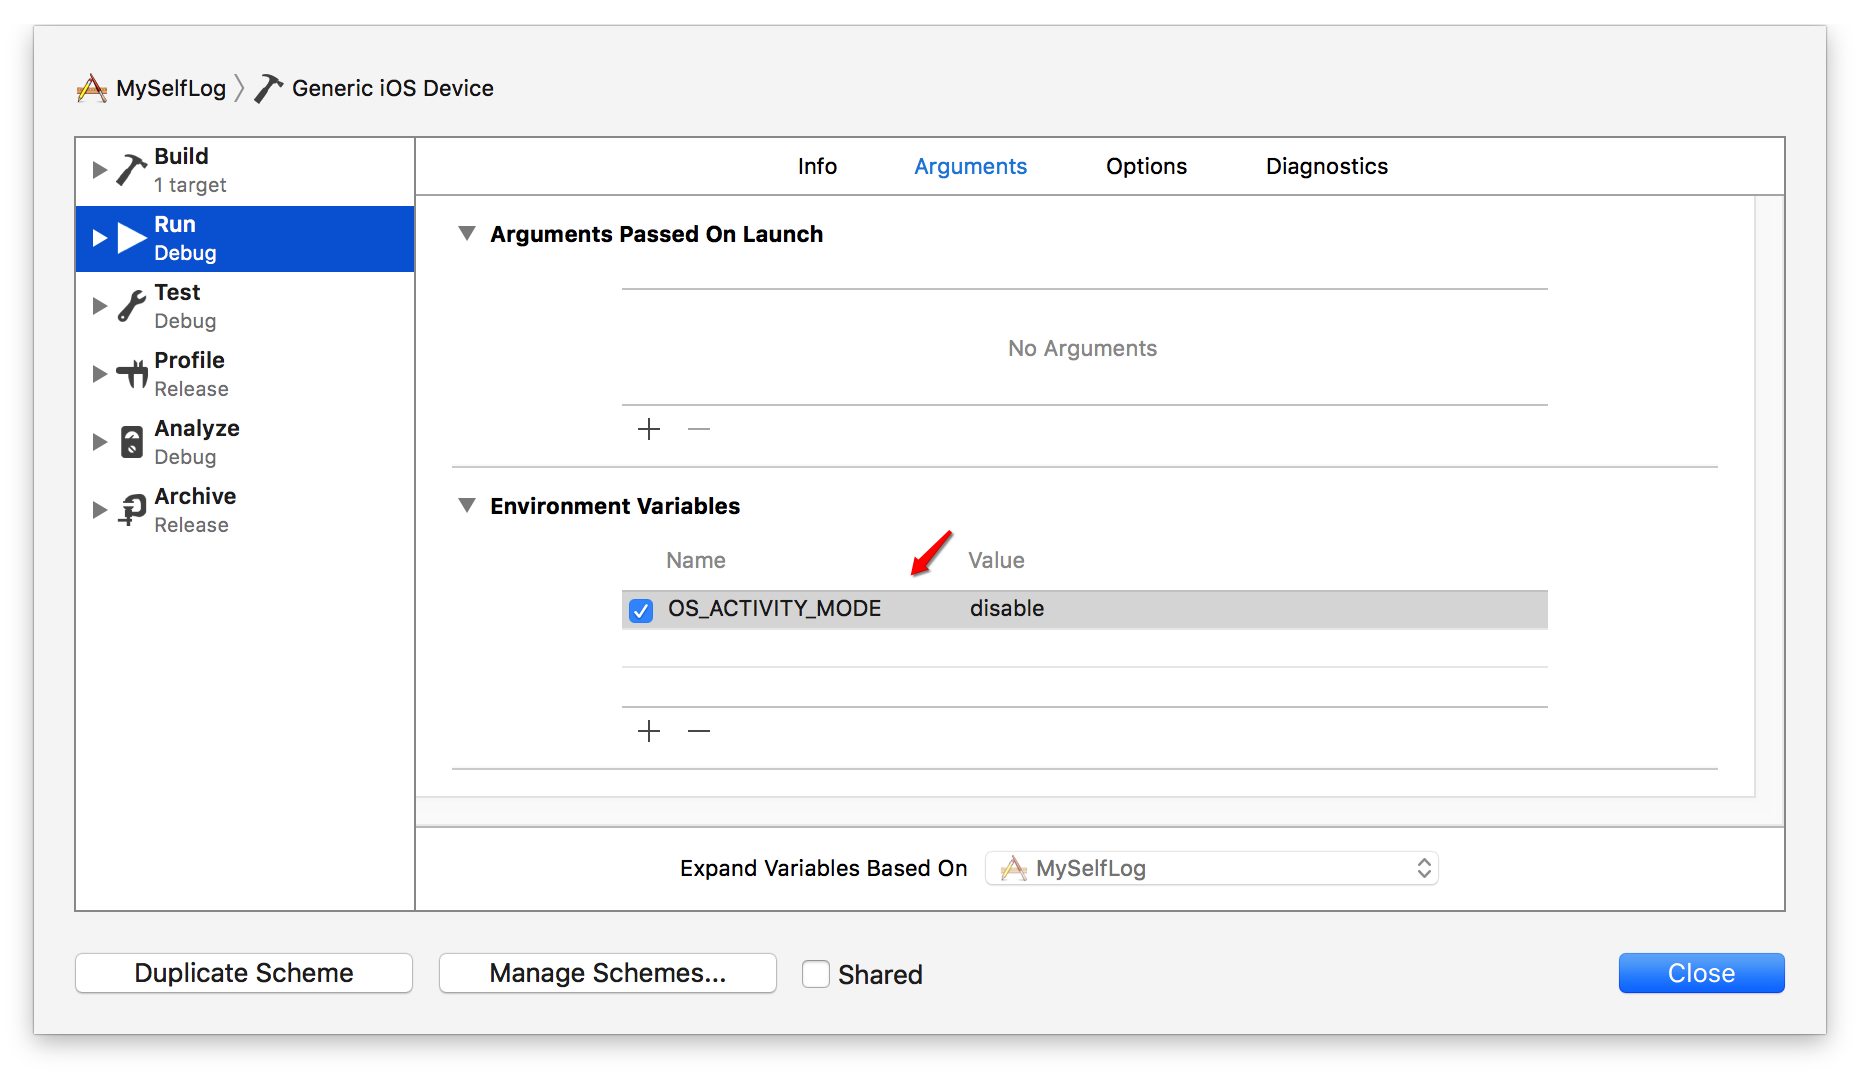 MySelfLog Generic iOS Device
Build
1 target
Run
Debug
Test
Debug
Profile
Release
Analyze
Debug
Archive
Release
Info Arguments Options Diagnostics
Arguments Passed On Launch
No Arguments
Environment Variables
Name Value
OS_ACTIVITY_MODE disable
Expand Variables Based On MySelfLog
Duplicate Scheme Manage Schemes... Shared Close